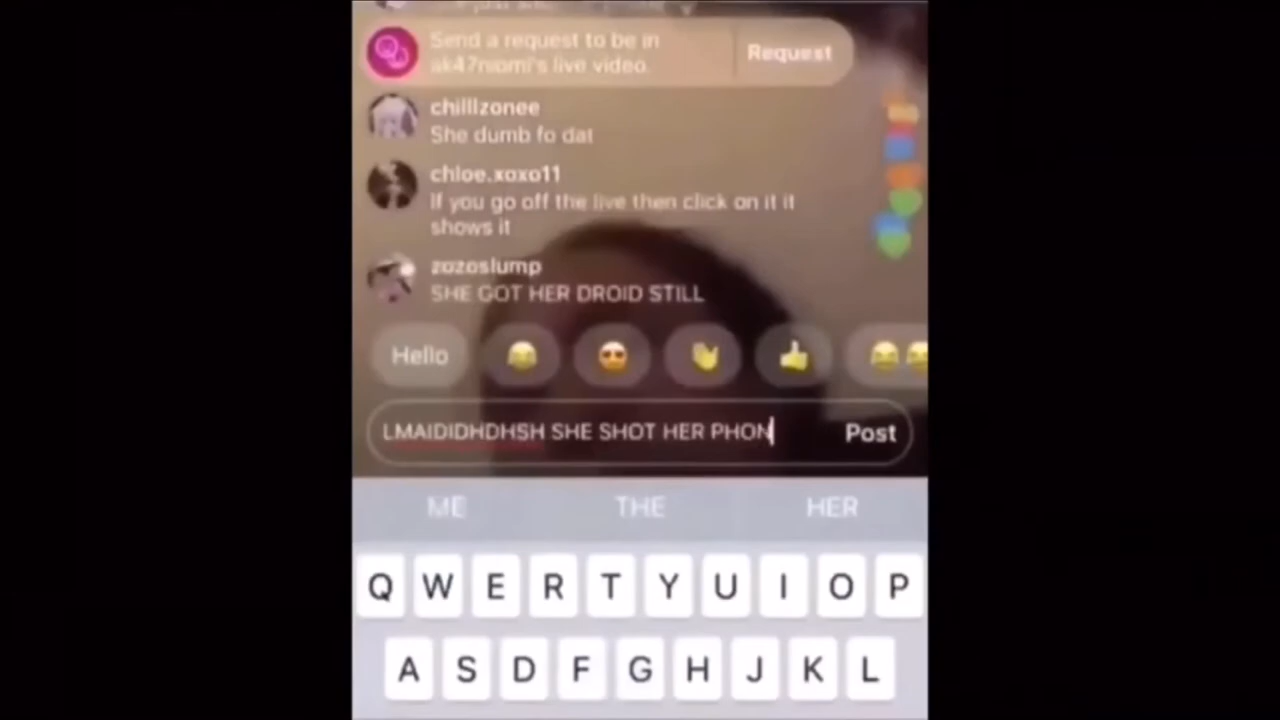 Send a request to be in
ak47naomi's live video.
Request
chilllzonee
She dumb fo dat
chloe.xoxo11
If you go off the live then click on it it
shows it
zozoslump
SHE GOT HER DROID STILL
Hello
LMAIDIDHDHSH SHE SHOT HER PHON
Post
ME THE HER
Q W E R T Y U I O P
A S D F G H J K L